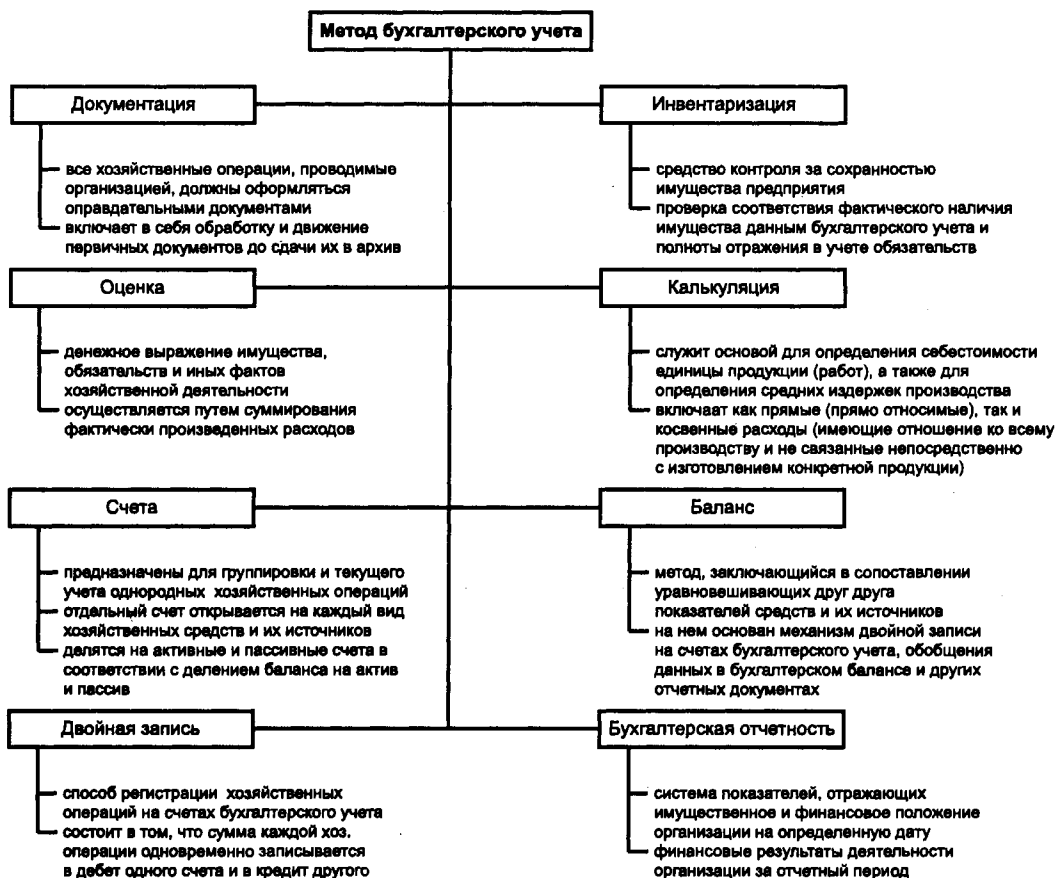 Метод бухгалтерского учета
Документация
все хозяйственные операции, проводимые
организацией, должны оформляться
оправдательными документами
включает в себя обработку и движение
первичных документов до сдачи их в архив
Инвентаризация
средство контроля за сохранностью
имущества предприятия
проверка соответствия фактического наличия
имущества данным бухгалтерского учета и
полноты отражения в учете обязательств
Оценка
денежное выражение имущества,
обязательств и иных фактов
хозяйственной деятельности
осуществляется путем суммирования
фактически произведенных расходов
Калькуляция
служит основой для определения себестоимости
единицы продукции (работ), а также для
определения средних издержек производства
включаат как прямые (прямо относимые), так и
косвенные расходы (имеющие отношение ко всему
производству и не связанные непосредственно
с изготовлением конкретной продукции)
Счета
предназначены для группировки и текущего
учета однородных хозяйственных операций
отдельный счет открывается на каждый вид
хозяйственных средств и их источников
делятся на активные и пассивные счета в
соответствии с делением баланса на актив
и пассив
Баланс
метод, заключающийся в сопоставлении
уравновешивающих друг друга
показателей средств и их источников
на нем основан механизм двойной записи
на счетах бухгалтерского учета, обобщения
данных в бухгалтерском балансе и других
отчетных документах
Двойная запись
способ регистрации хозяйственных
операций на счетах бухгалтерского учета
состоит в том, что сумма каждой хоз.
операции одновременно записывается
в дебет одного счета и в кредит другого
Бухгалтерская отчетность
система показателей, отражающих
имущественное и финансовое положение
организации на определенную дату
финансовые результаты деятельности
организации за отчетный период